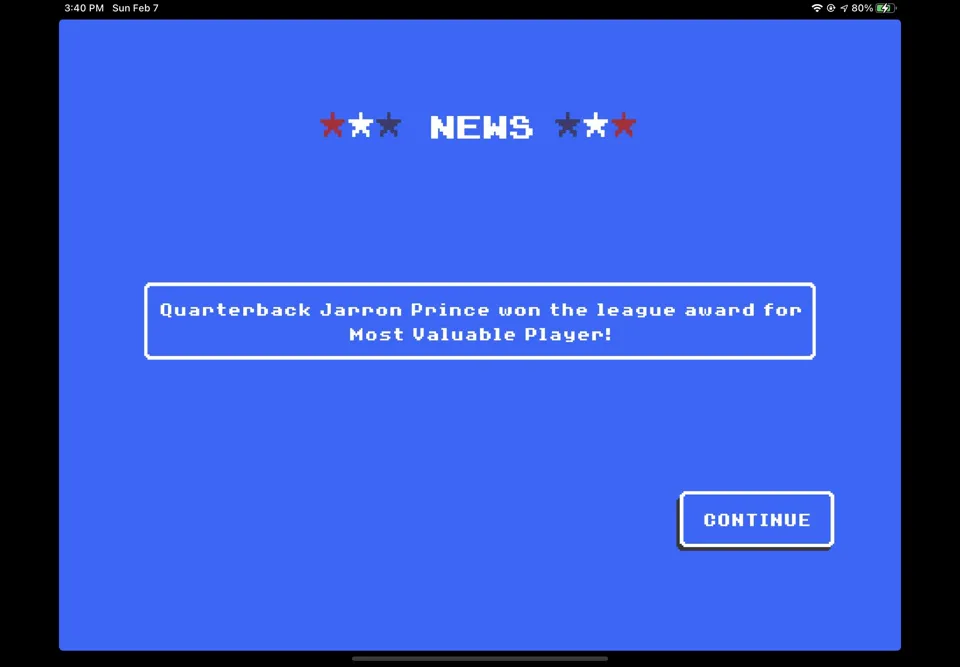 3:40 PM Sun Feb 7 80%
NEWS
Quarterback Jarron Prince won the league award for
Most Valuable Player!
CONTINUE